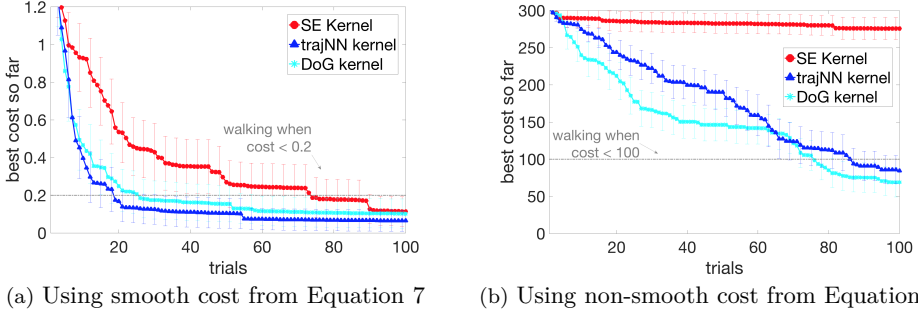 SE Kernel
trajNN kernel
DoG kernel
walking when
cost < 0.2
best cost so far
1.2
1
0.8
0.6
0.4
0.2
0
20
40
60
80
100
trials
(a) Using smooth cost from Equation 7
SE Kernel
trajNN kernel
DoG kernel
walking when
cost < 100
best cost so far
300
250
200
150
100
50
0
20
40
60
80
100
trials
(b) Using non-smooth cost from Equation